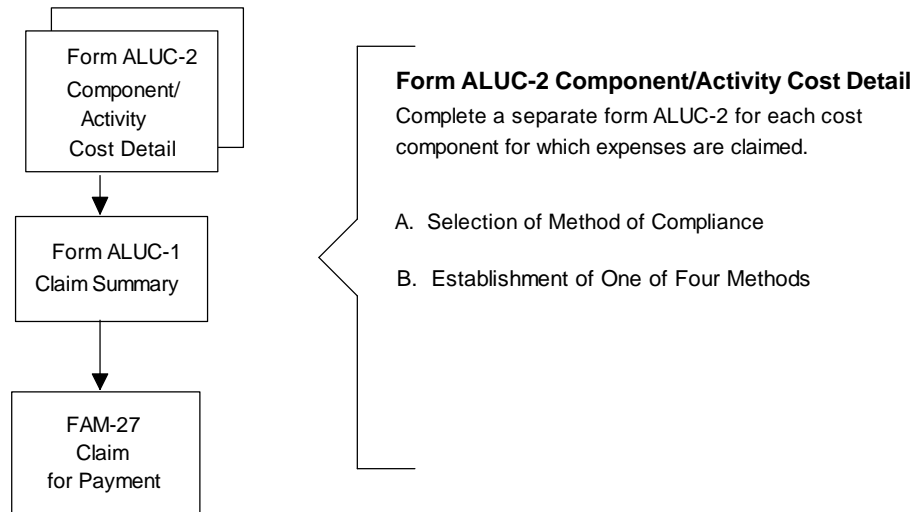 Form ALUC-2
Component/
Activity
Cost Detail
Form ALUC-1
Claim Summary
FAM-27
Claim
for Payment
Form ALUC-2 Component/Activity Cost Detail
Complete a separate form ALUC-2 for each cost
component for which expenses are claimed.
A. Selection of Method of Compliance
B. Establishment of One of Four Methods